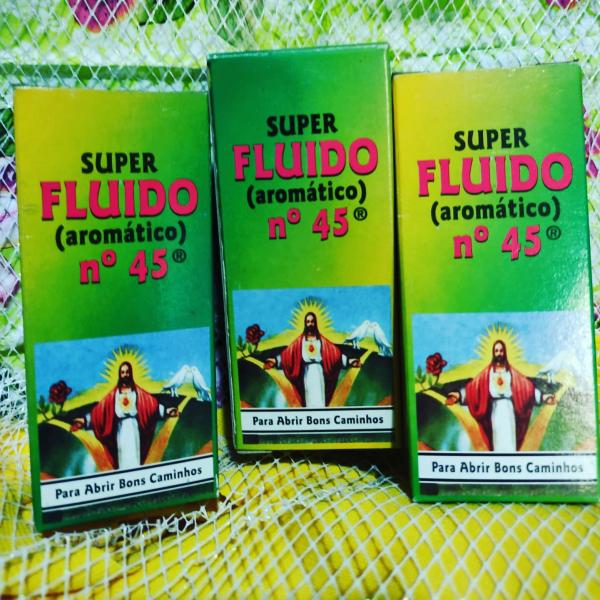 SUPER
FLUIDO
(aromático)
nº 45®
Para Abrir Bons Caminhos
SUPER
FLUIDO
(aromático)
nº 45®
Para Abrir Bons Caminhos
SUPER
FLUIDO
(aromático)
nº 45®
Para Abrir Bons Caminhos